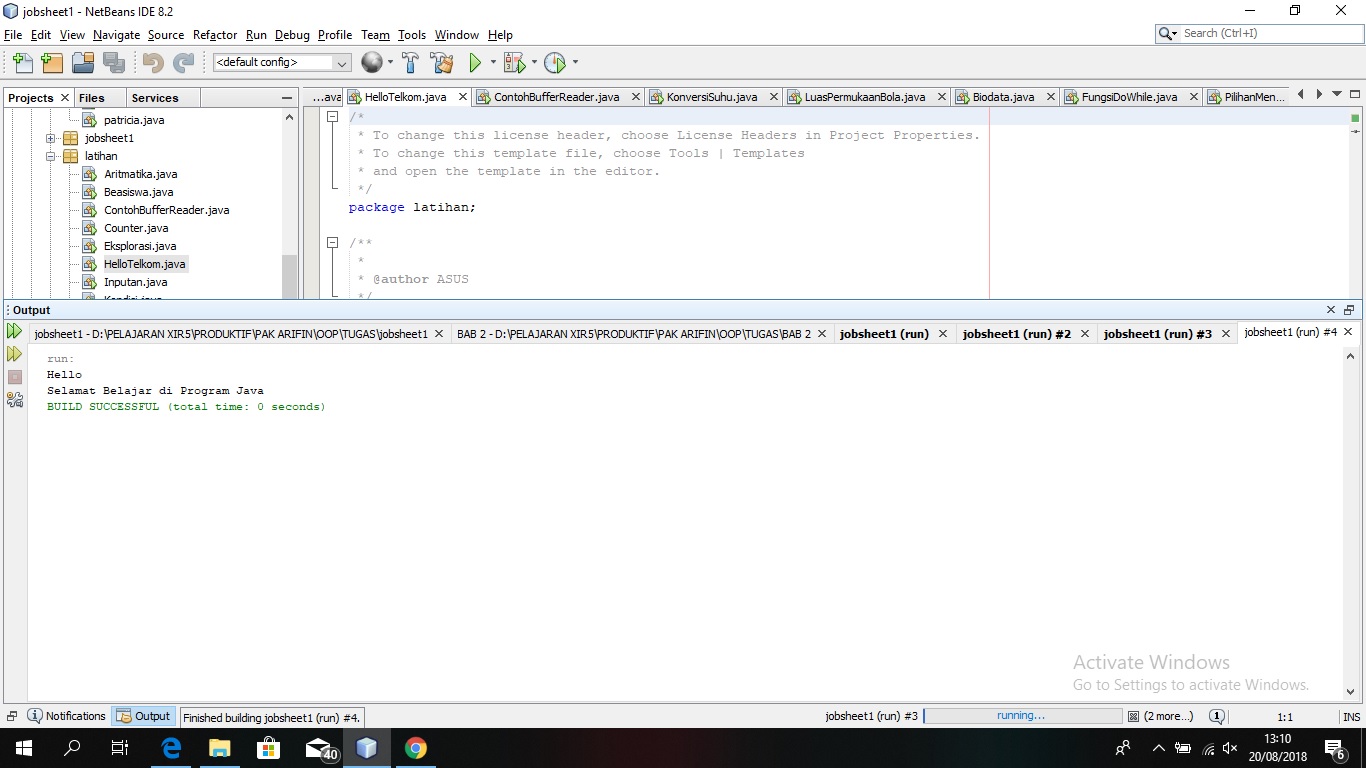 jobsheet1 - NetBeans IDE 8.2
File Edit View Navigate Source Refactor Run Debug Profile Team Tools Window Help
Search (Ctrl+I)
<default config>
Projects Files Services
patricia.java
jobsheet1
latihan
Aritmatika.java
Beasiswa.java
ContohBufferReader.java
Counter.java
Eksplorasi.java
HelloTelkom.java
Inputan.java
Kondisi.java
...ava HelloTelkom.java ContohBufferReader.java KonversiSuhu.java LuasPermukaanBola.java Biodata.java FungsiDoWhile.java PilihanMen...
/*
* To change this license header, choose License Headers in Project Properties.
* To change this template file, choose Tools | Templates
* and open the template in the editor.
*/
package latihan;
/**
*
* @author ASUS
*/
Output
jobsheet1 - D:\PELAJARAN XIR5\PRODUKTIF\PAK ARIFIN\OOP\TUGAS\jobsheet1 BAB 2 - D:\PELAJARAN XIR5\PRODUKTIF\PAK ARIFIN\OOP\TUGAS\BAB 2 jobsheet1 (run) jobsheet1 (run) #2 jobsheet1 (run) #3 jobsheet1 (run) #4
run:
Hello
Selamat Belajar di Program Java
BUILD SUCCESSFUL (total time: 0 seconds)
Activate Windows
Go to Settings to activate Windows.
Notifications Output Finished building jobsheet1 (run) #4. jobsheet1 (run) #3 running... (2 more...) 1 1:1 INS
40
13:10
20/08/2018
6